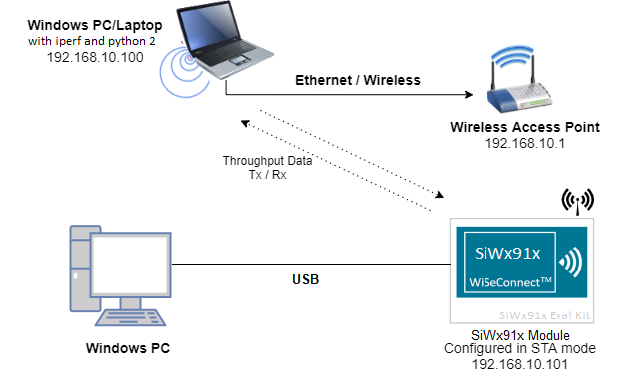 Windows PC/Laptop
with iperf and python 2
192.168.10.100
Ethernet / Wireless
Wireless Access Point
192.168.10.1
Throughput Data
Tx / Rx
SiWx91x
WiSeConnect™
SiWx91x Eval Kit
USB
Windows PC
SiWx91x Module
Configured in STA mode
192.168.10.101